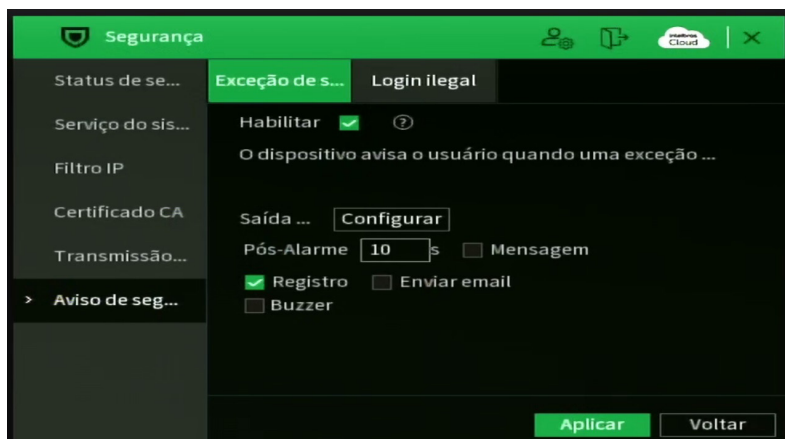 Segurança
intelbras Cloud
Status de se...
Exceção de s...
Login ilegal
Serviço do sis...
Habilitar
?
O dispositivo avisa o usuário quando uma exceção ...
Filtro IP
Certificado CA
Saída ...
Configurar
Transmissão...
Pós-Alarme 10 s Mensagem
> Aviso de seg...
Registro Enviar email
Buzzer
Aplicar Voltar